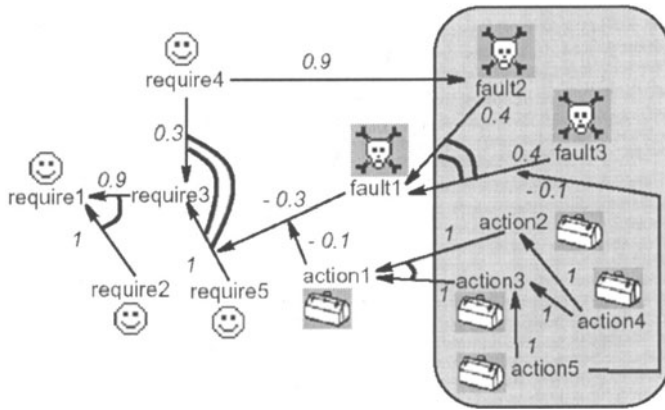 require4
0.9
fault2
0.3
0.4
fault3
0.4
fault1
- 0.1
require1
0.9
require3
- 0.3
action2
1
- 0.1
1
1
require2
1
require5
action1
1
action3
1
1
action4
1
action5